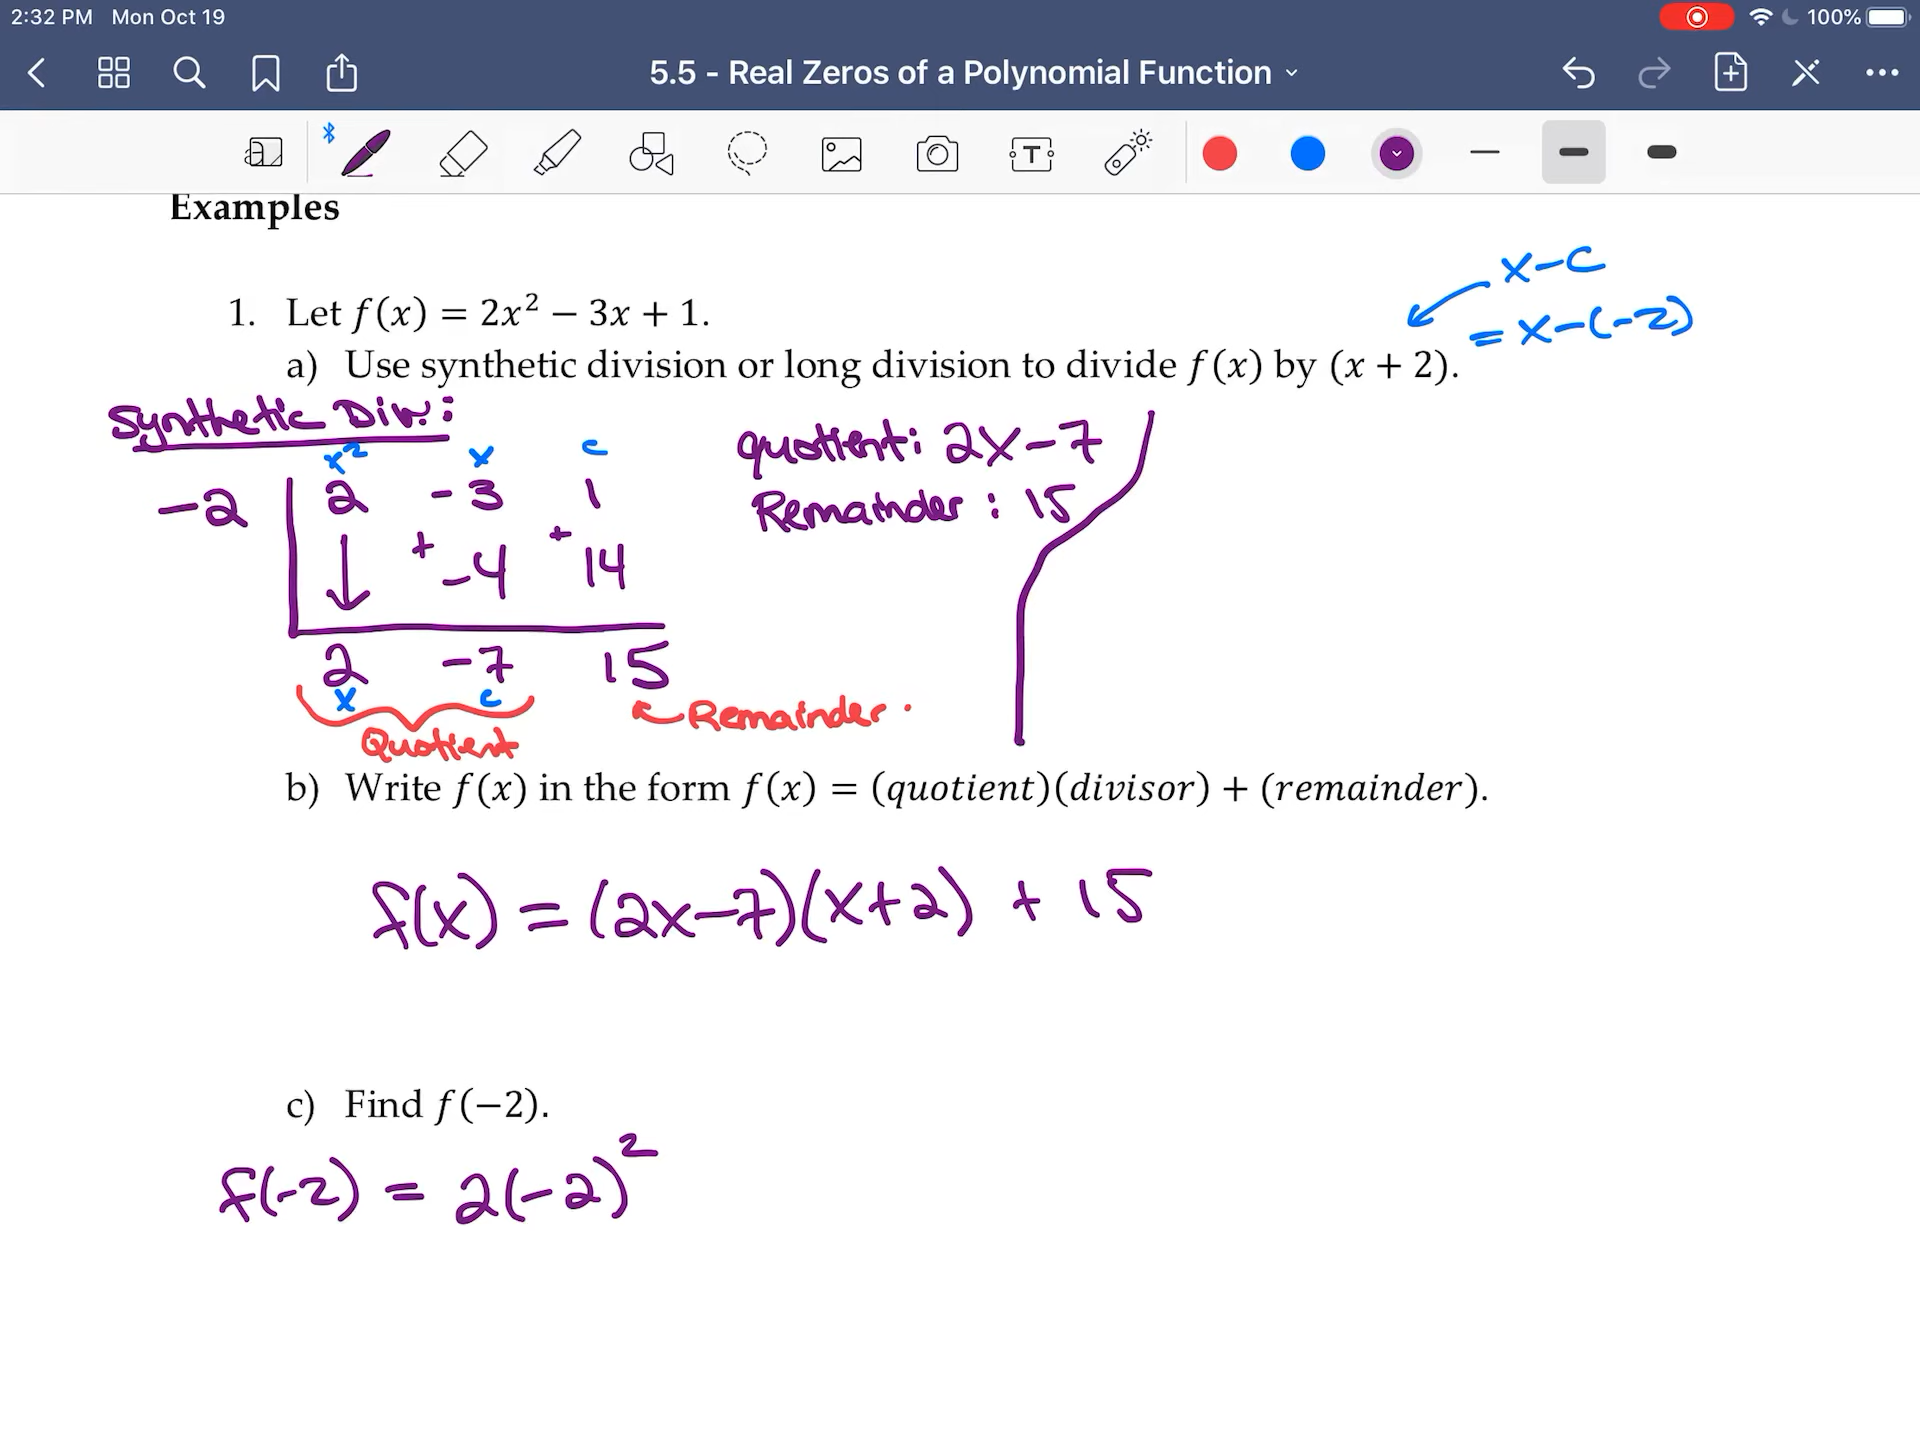 2:32 PM Mon Oct 19 100%
5.5 - Real Zeros of a Polynomial Function
Examples
x-c
1. Let f(x) = 2x² − 3x + 1.
= x-(-2)
a) Use synthetic division or long division to divide f(x) by (x + 2).
Synthetic Div.:
x² x c
-2 2 -3 1
+ -4 + 14
2 -7 15
x c
Quotient
Remainder.
quotient: 2x-7
Remainder: 15
b) Write f(x) in the form f(x) = (quotient)(divisor) + (remainder).
f(x) = (2x-7)(x+2) + 15
c) Find f(−2).
f(-2) = 2(-2)²